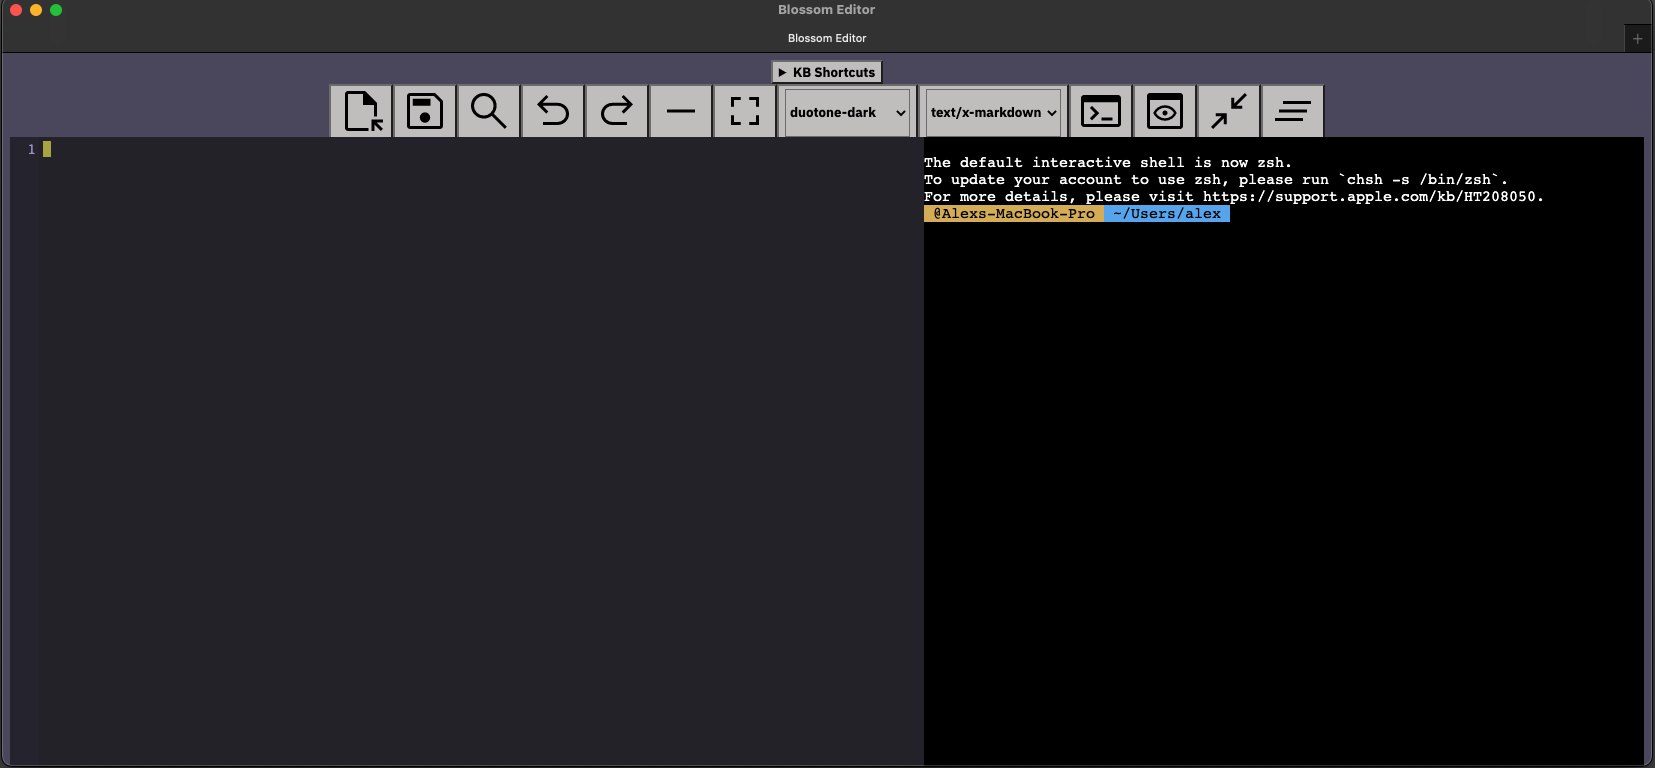 Blossom Editor
Blossom Editor
+
▶ KB Shortcuts
duotone-dark text/x-markdown
1
The default interactive shell is now zsh.
To update your account to use zsh, please run `chsh -s /bin/zsh`.
For more details, please visit https://support.apple.com/kb/HT208050.
@Alexs-MacBook-Pro ~/Users/alex